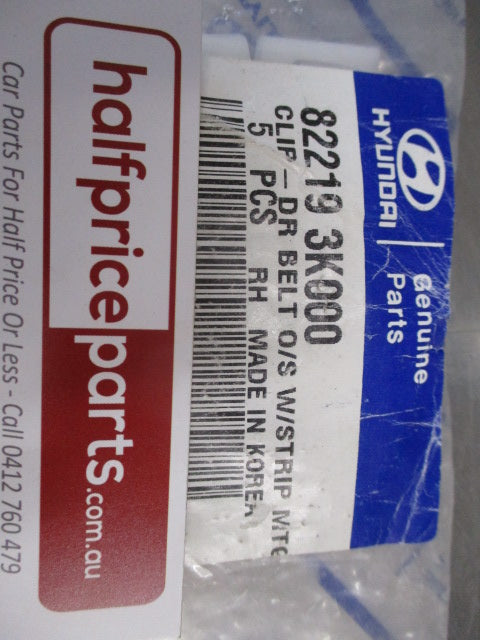 HYUNDAI
Genuine
Parts
82219 3K000
CLIP-DR BELT O/S W/STRIP MTG
5 PCS RH MADE IN KOREA
halfpriceparts.com.au
Car Parts For Half Price Or Less - Call 0412 760 479